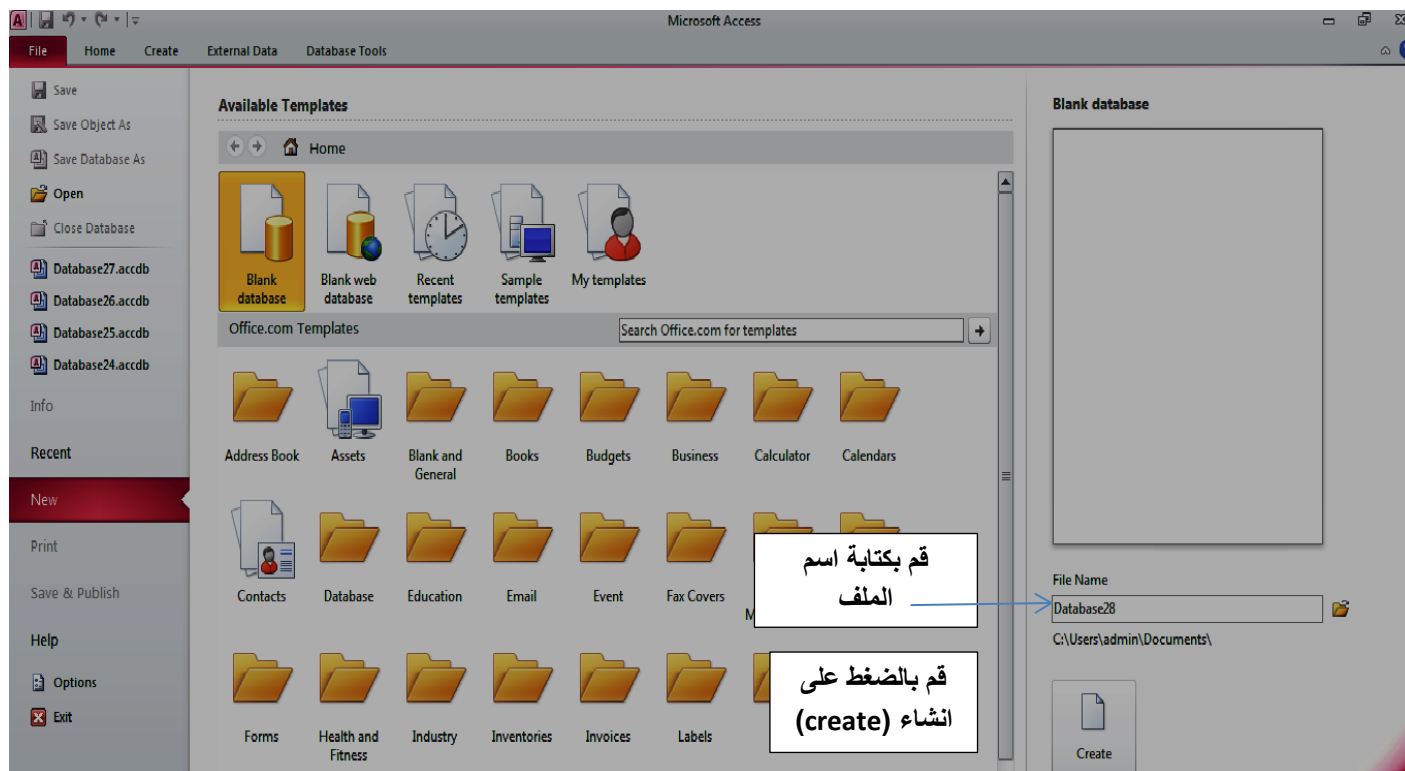 Microsoft Access
File Home Create External Data Database Tools
Save
Save Object As
Save Database As
Open
Close Database
Database27.accdb
Database26.accdb
Database25.accdb
Database24.accdb
Info
Recent
New
Print
Save & Publish
Help
Options
Exit
Available Templates
Home
Blank database
Blank web database
Recent templates
Sample templates
My templates
Office.com Templates
Search Office.com for templates
Address Book
Assets
Blank and General
Books
Budgets
Business
Calculator
Calendars
Contacts
Database
Education
Email
Event
Fax Covers
Forms
Health and Fitness
Industry
Inventories
Invoices
Labels
قم بكتابة اسم
الملف
قم بالضغط على
انشاء (create)
Blank database
File Name
Database28
C:\Users\admin\Documents\
Create